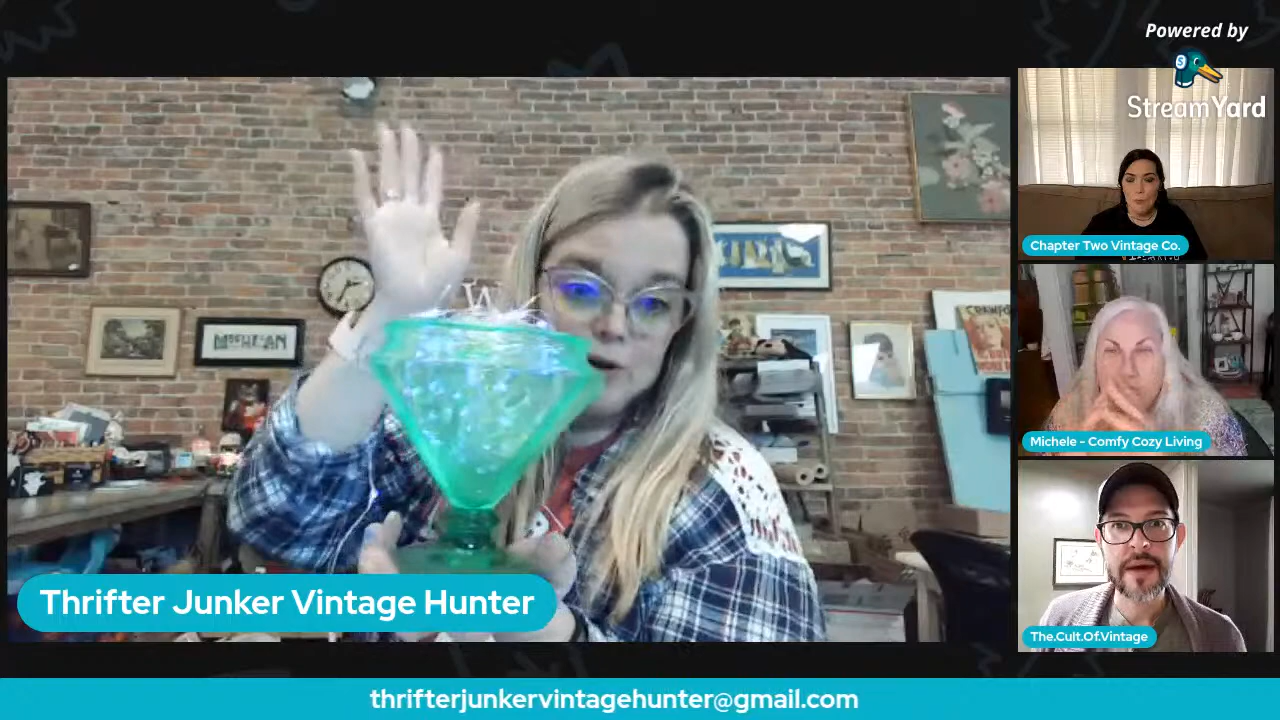 Powered by
StreamYard
Chapter Two Vintage Co.
Michele - Comfy Cozy Living
The.Cult.Of.Vintage
Thrifter Junker Vintage Hunter
thrifterjunkervintagehunter@gmail.com